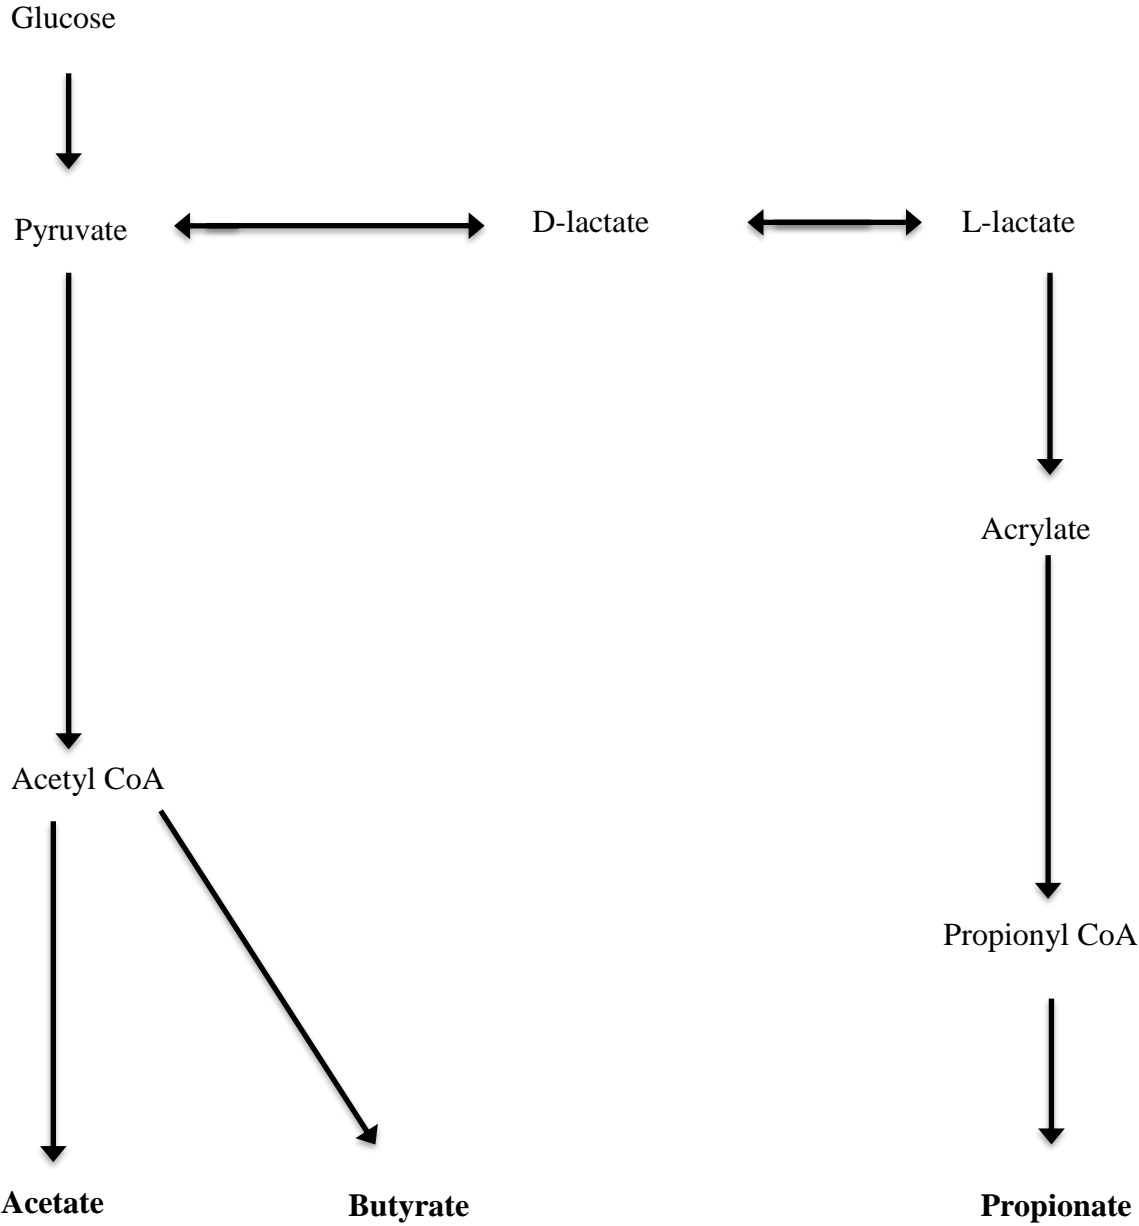 Glucose
Pyruvate
D-lactate
L-lactate
Acrylate
Acetyl CoA
Propionyl CoA
Acetate
Butyrate
Propionate